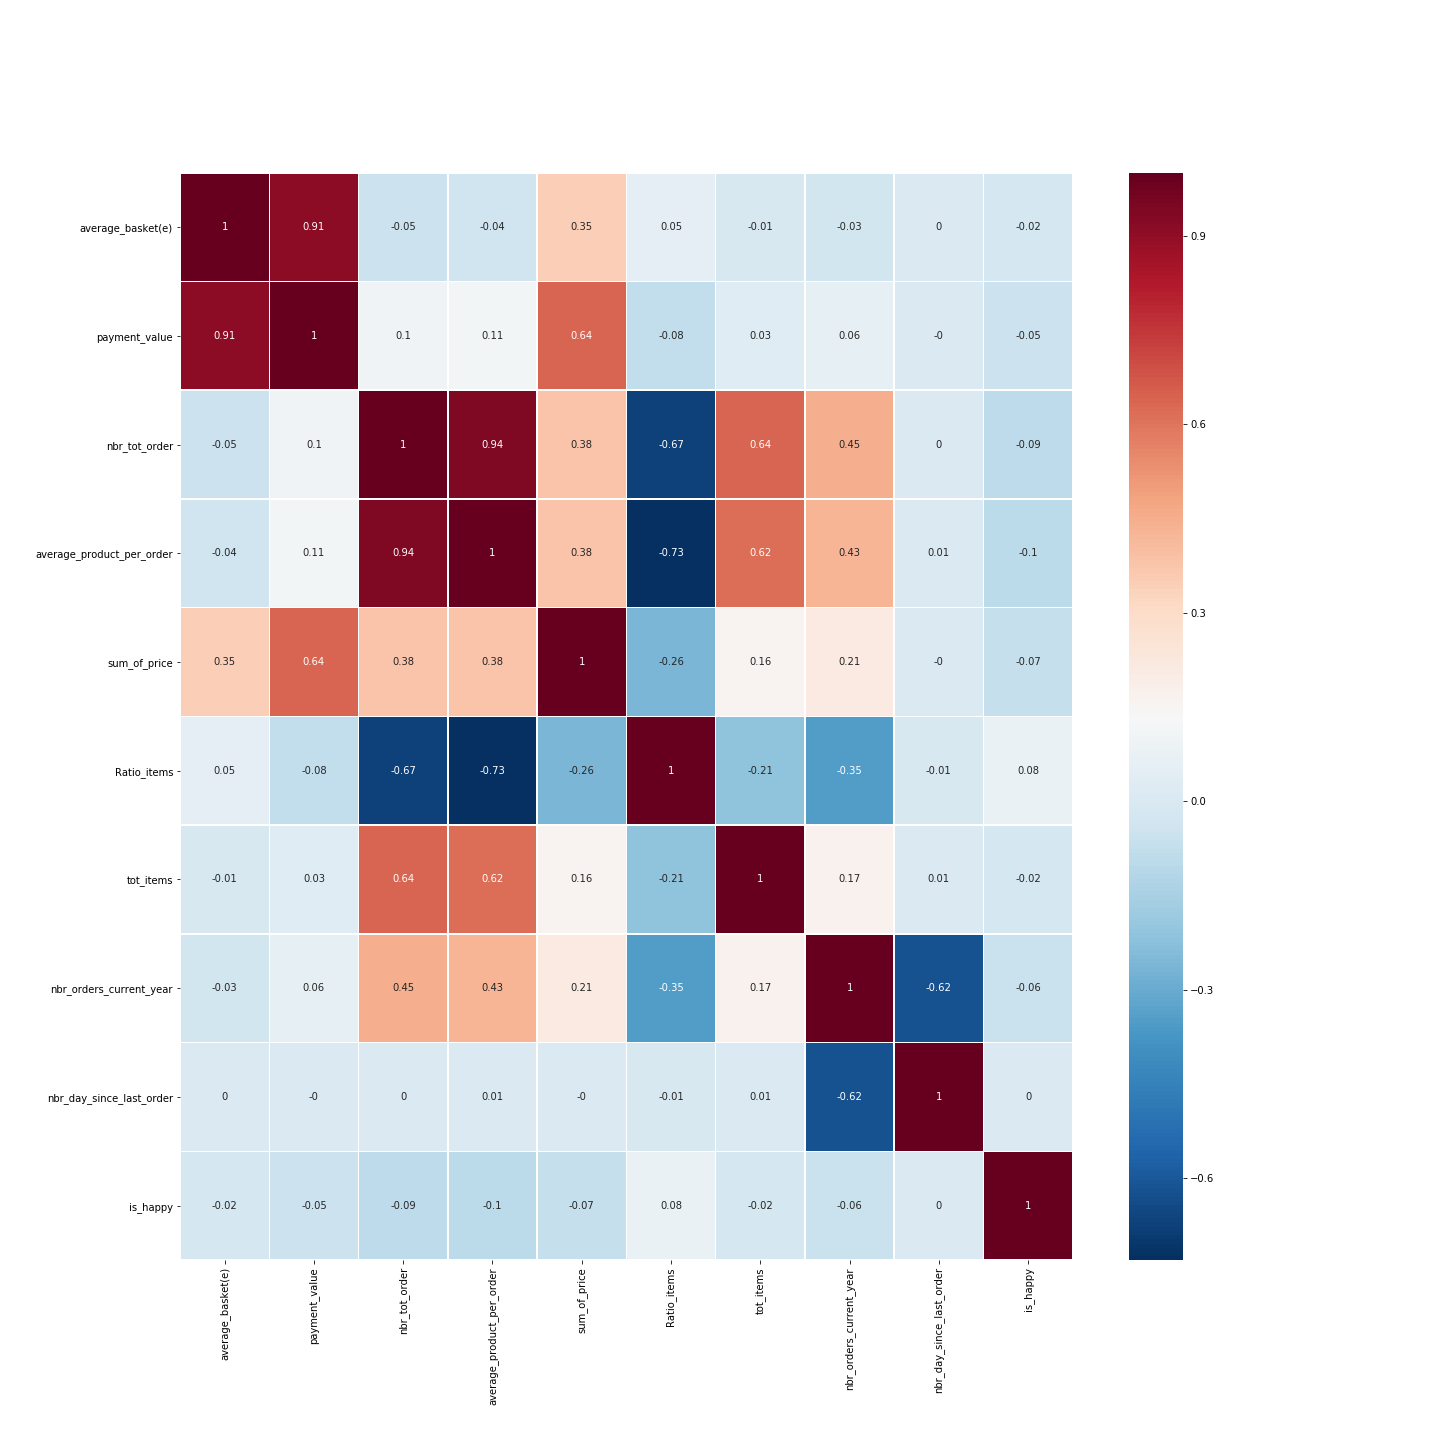 average_basket(e) 1 0.91 -0.05 -0.04 0.35 0.05 -0.01 -0.03 0 -0.02
payment_value 0.91 1 0.1 0.11 0.64 -0.08 0.03 0.06 -0 -0.05
nbr_tot_order -0.05 0.1 1 0.94 0.38 -0.67 0.64 0.45 0 -0.09
average_product_per_order -0.04 0.11 0.94 1 0.38 -0.73 0.62 0.43 0.01 -0.1
sum_of_price 0.35 0.64 0.38 0.38 1 -0.26 0.16 0.21 -0 -0.07
Ratio_items 0.05 -0.08 -0.67 -0.73 -0.26 1 -0.21 -0.35 -0.01 0.08
tot_items -0.01 0.03 0.64 0.62 0.16 -0.21 1 0.17 0.01 -0.02
nbr_orders_current_year -0.03 0.06 0.45 0.43 0.21 -0.35 0.17 1 -0.62 -0.06
nbr_day_since_last_order 0 -0 0 0.01 -0 -0.01 0.01 -0.62 1 0
is_happy -0.02 -0.05 -0.09 -0.1 -0.07 0.08 -0.02 -0.06 0 1
average_basket(e)
payment_value
nbr_tot_order
average_product_per_order
sum_of_price
Ratio_items
tot_items
nbr_orders_current_year
nbr_day_since_last_order
is_happy
0.9
0.6
0.3
0.0
−0.3
−0.6